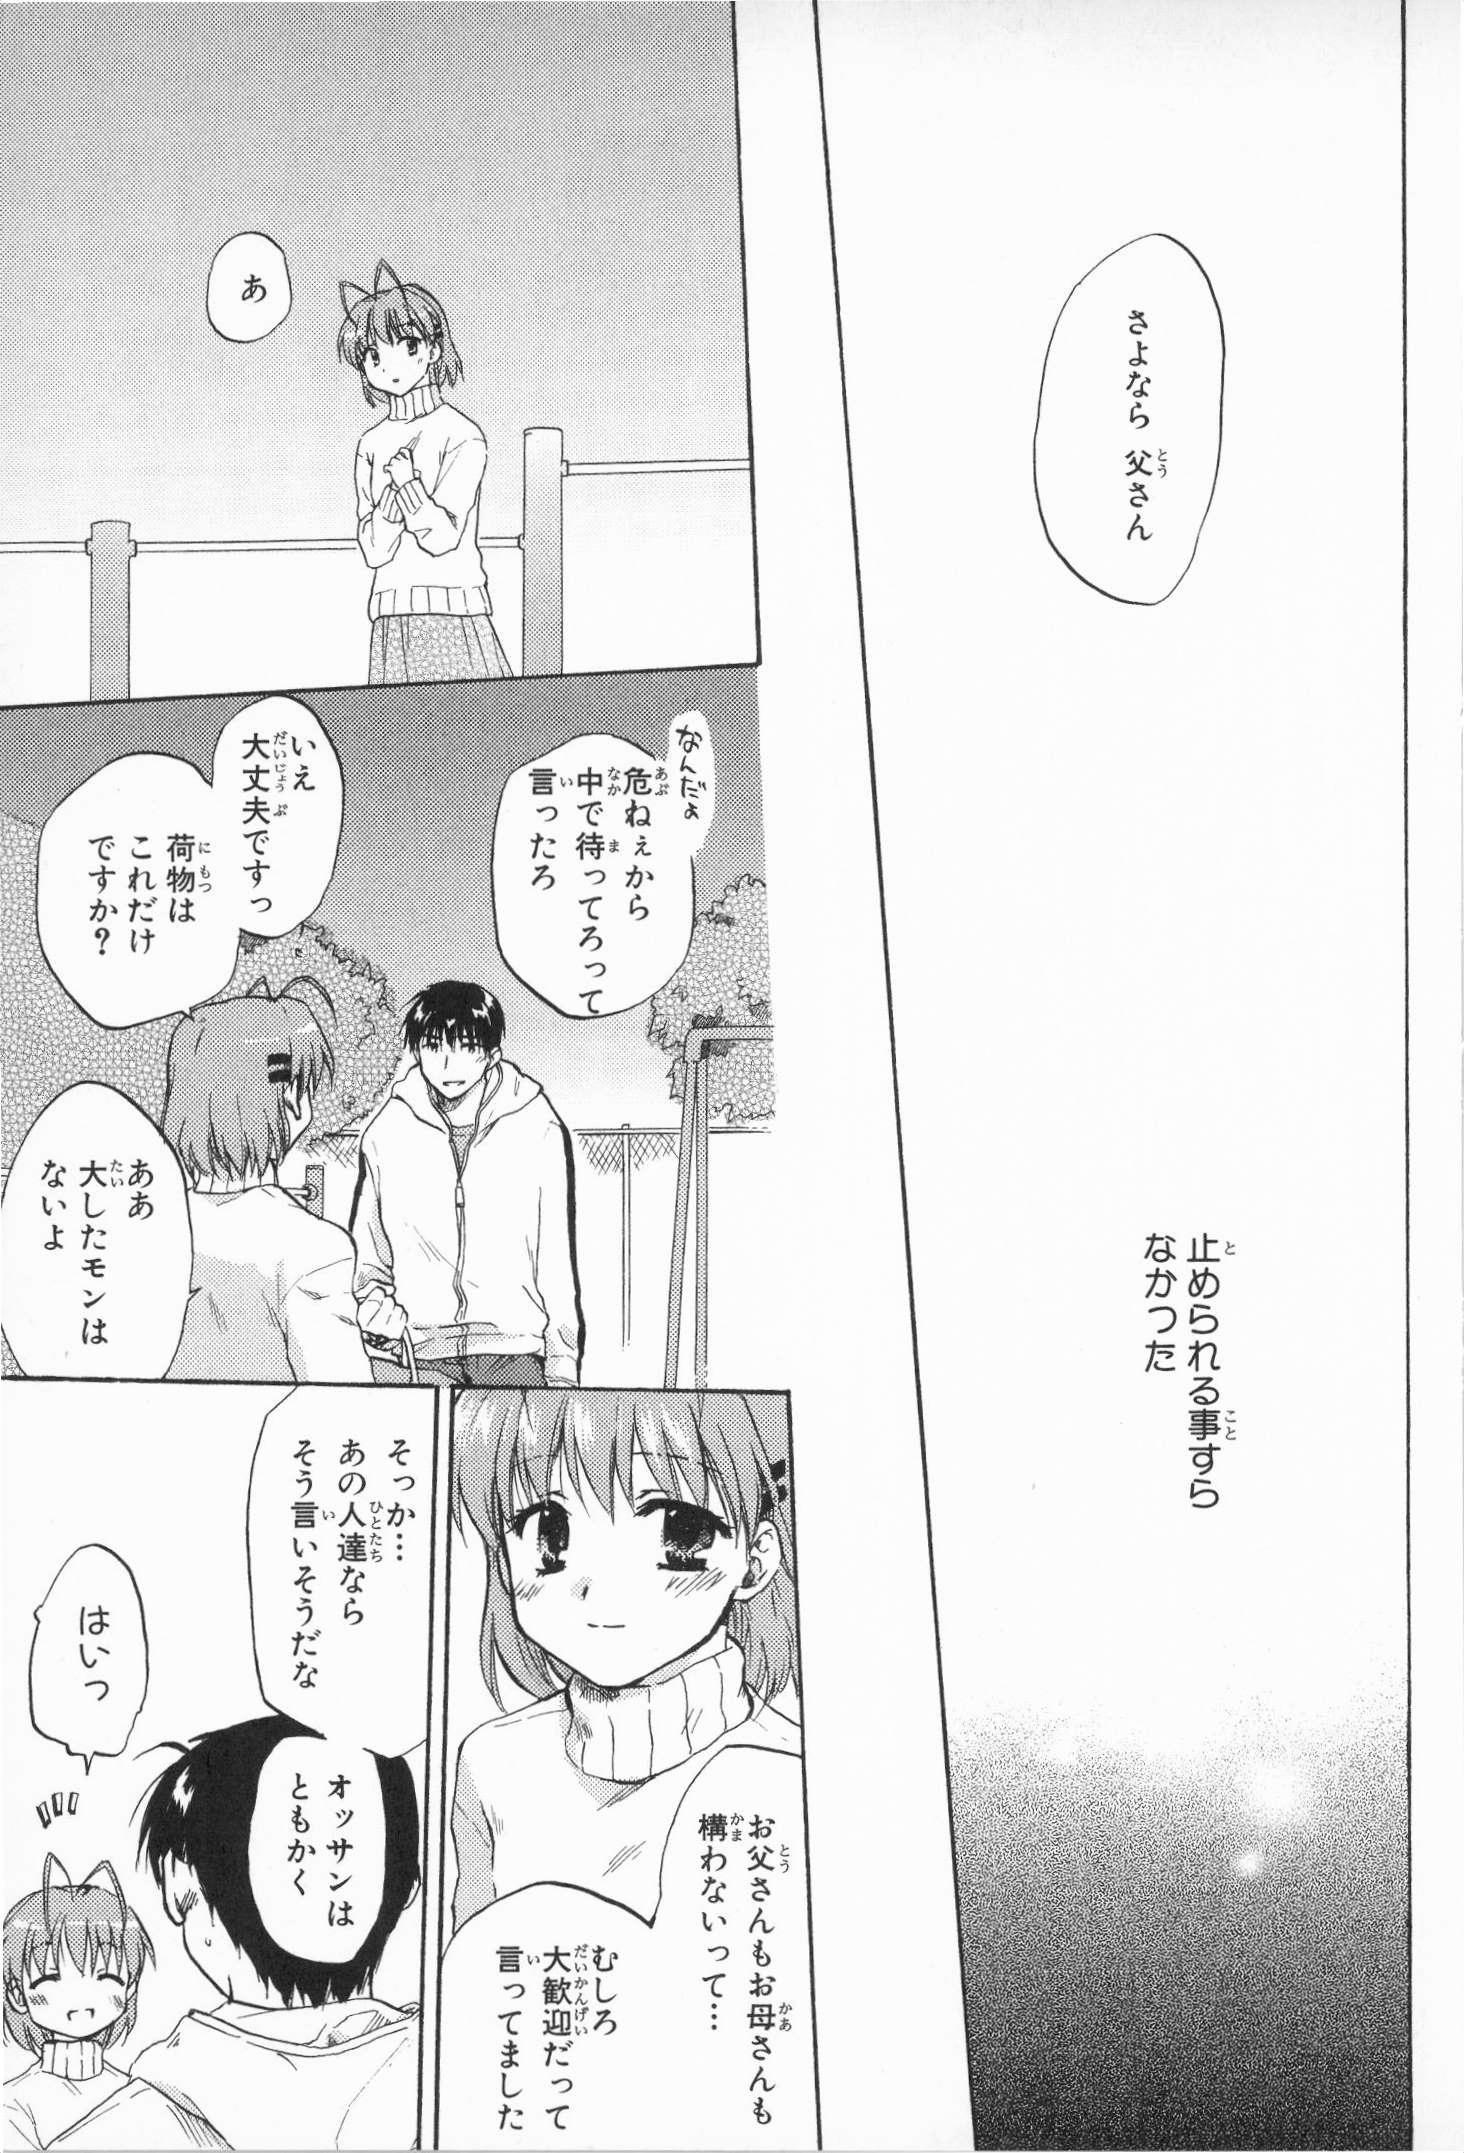 さよなら 父さん
止められる事すら
なかった
あ
なんだよ
危ねぇから
中で待ってろって
言ったろ
いえ
大丈夫ですっ
荷物は
これだけ
ですか?
ああ
大したモンは
ないよ
お父さんもお母さんも
構わないって…
むしろ
大歓迎だって
言ってました
そっか…
あの人達なら
そう言いそうだな
オッサンは
ともかく
はいっ